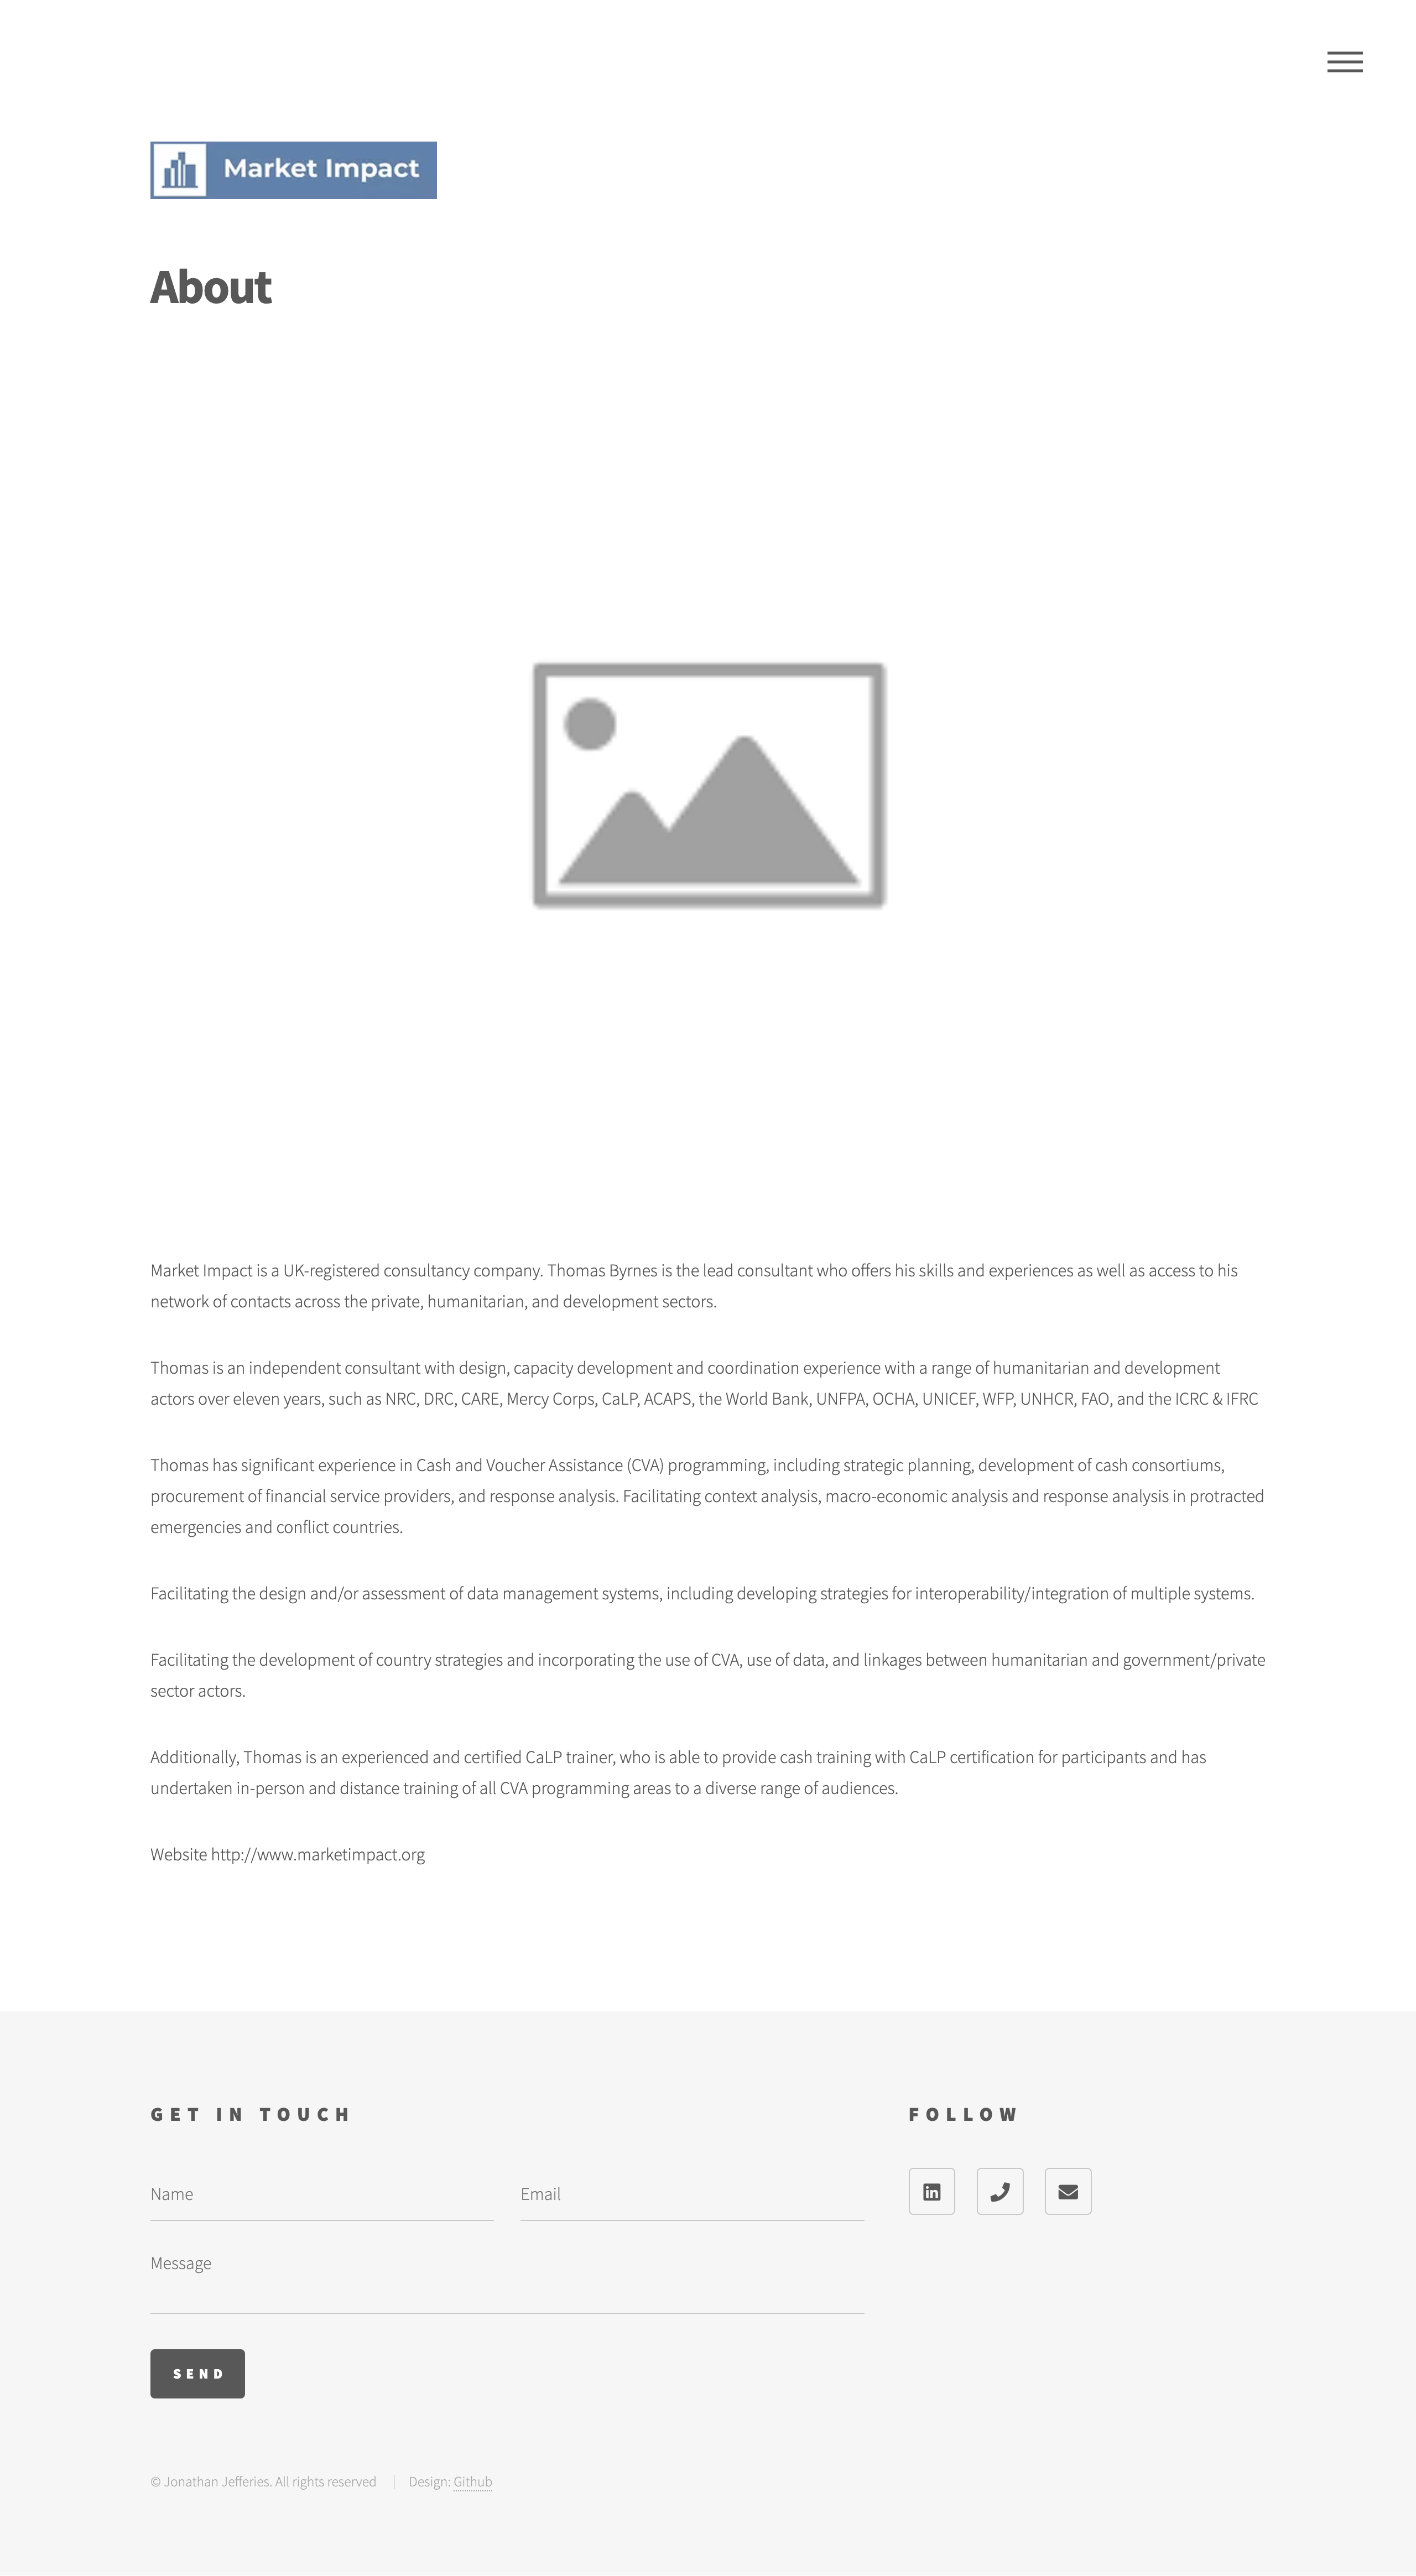 Market Impact
About
Market Impact is a UK-registered consultancy company. Thomas Byrnes is the lead consultant who offers his skills and experiences as well as access to his
network of contacts across the private, humanitarian, and development sectors.
Thomas is an independent consultant with design, capacity development and coordination experience with a range of humanitarian and development
actors over eleven years, such as NRC, DRC, CARE, Mercy Corps, CaLP, ACAPS, the World Bank, UNFPA, OCHA, UNICEF, WFP, UNHCR, FAO, and the ICRC & IFRC
Thomas has significant experience in Cash and Voucher Assistance (CVA) programming, including strategic planning, development of cash consortiums,
procurement of financial service providers, and response analysis. Facilitating context analysis, macro-economic analysis and response analysis in protracted
emergencies and conflict countries.
Facilitating the design and/or assessment of data management systems, including developing strategies for interoperability/integration of multiple systems.
Facilitating the development of country strategies and incorporating the use of CVA, use of data, and linkages between humanitarian and government/private
sector actors.
Additionally, Thomas is an experienced and certified CaLP trainer, who is able to provide cash training with CaLP certification for participants and has
undertaken in-person and distance training of all CVA programming areas to a diverse range of audiences.
Website http://www.marketimpact.org
GET IN TOUCH
Name
Email
Message
SEND
FOLLOW
© Jonathan Jefferies. All rights reserved
Design: Github